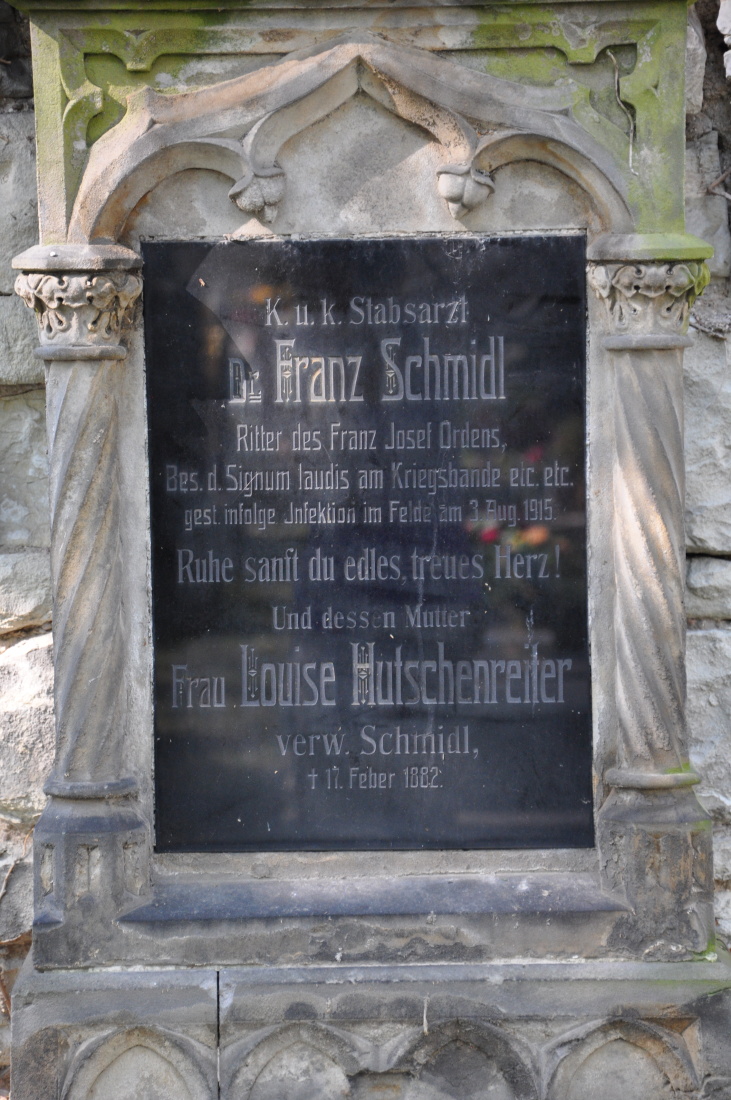 K. u. k. Stabsarzt
Dr. Franz Schmidl
Ritter des Franz Josef Ordens,
Bes. d. Signum laudis am Kriegsbande etc. etc.
gest. infolge Jnfektion im Felde am 3. Aug. 1915.
Ruhe sanft du edles, treues Herz!
Und dessen Mutter
Frau Louise Hutschenreiter
verw. Schmidl,
† 17. Feber 1882.